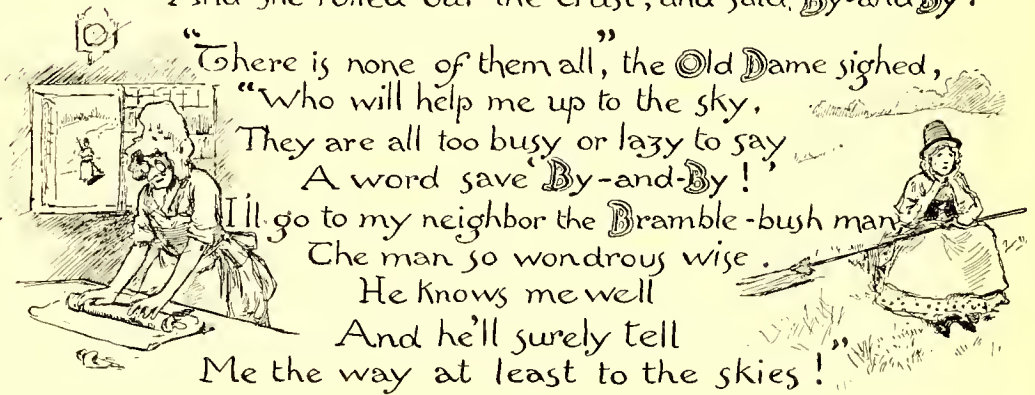 And she rolled out the crust, and said, By-and-By!
"There is none of them all", the Old Dame sighed,
"Who will help me up to the sky.
They are all too busy or lazy to say
A word save 'By-and-By!'
I'll go to my neighbor the Bramble-bush man
The man so wondrous wise.
He knows me well
And he'll surely tell
Me the way at least to the skies!"